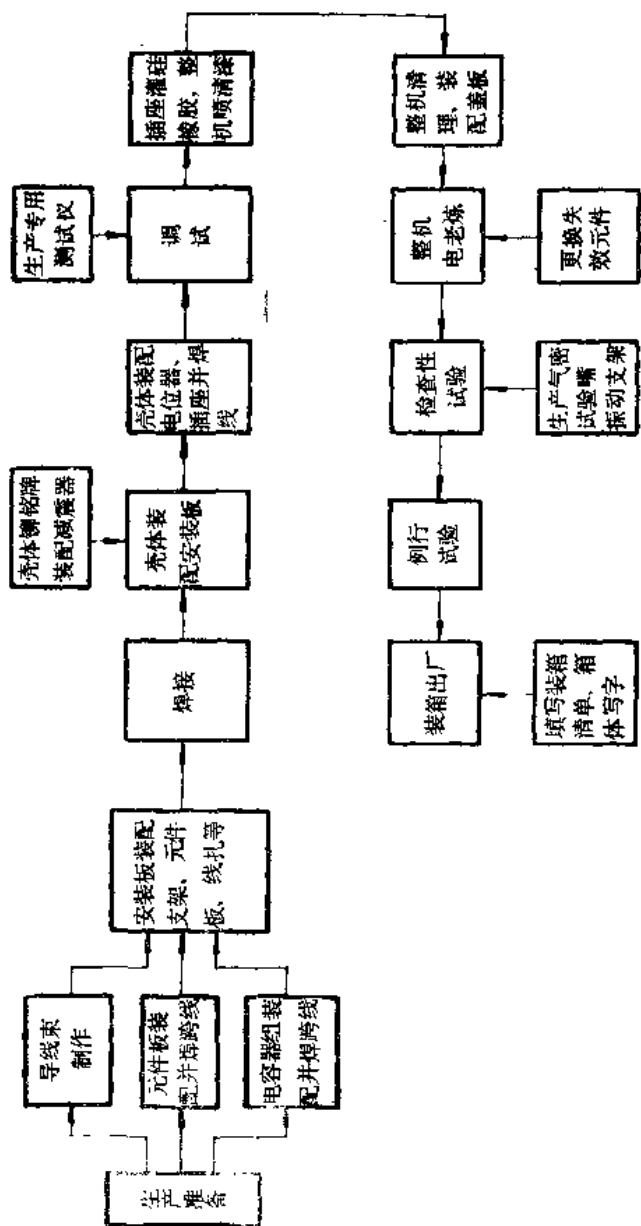 生产准备
导线束
制作
元件板装
配并焊跨线
电容器组装
配并焊跨线
安装板装配
支架、元件
板、线扎等
焊接
壳体铆铭牌
装配减震器
壳体装
配安装板
壳体装配
电位器、
插座并焊
线
生产专用
测试仪
调试
插座灌硅
橡胶，整
机喷清漆
整机清
理、装
配盖板
整机
电老炼
更换失
效元件
检查性
试验
生产气密
试验嘴
振动支架
例行
试验
装箱出厂
填写装箱
清单、箱
体写字